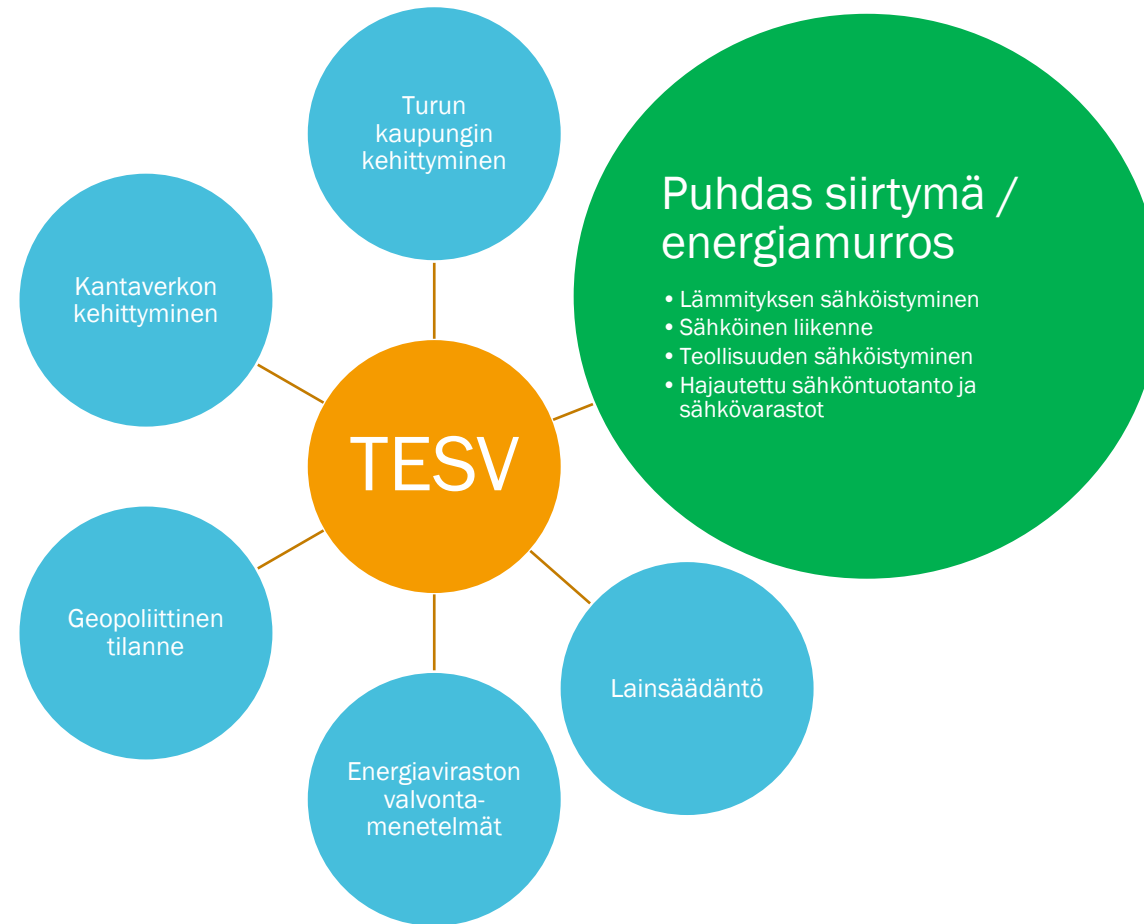 Turun
kaupungin
kehittyminen
Puhdas siirtymä /
energiamurros
• Lämmityksen sähköistyminen
• Sähköinen liikenne
• Teollisuuden sähköistyminen
• Hajautettu sähköntuotanto ja
sähkövarastot
Kantaverkon
kehittyminen
TESV
Geopoliittinen
tilanne
Lainsäädäntö
Energiaviraston
valvonta-
menetelmät